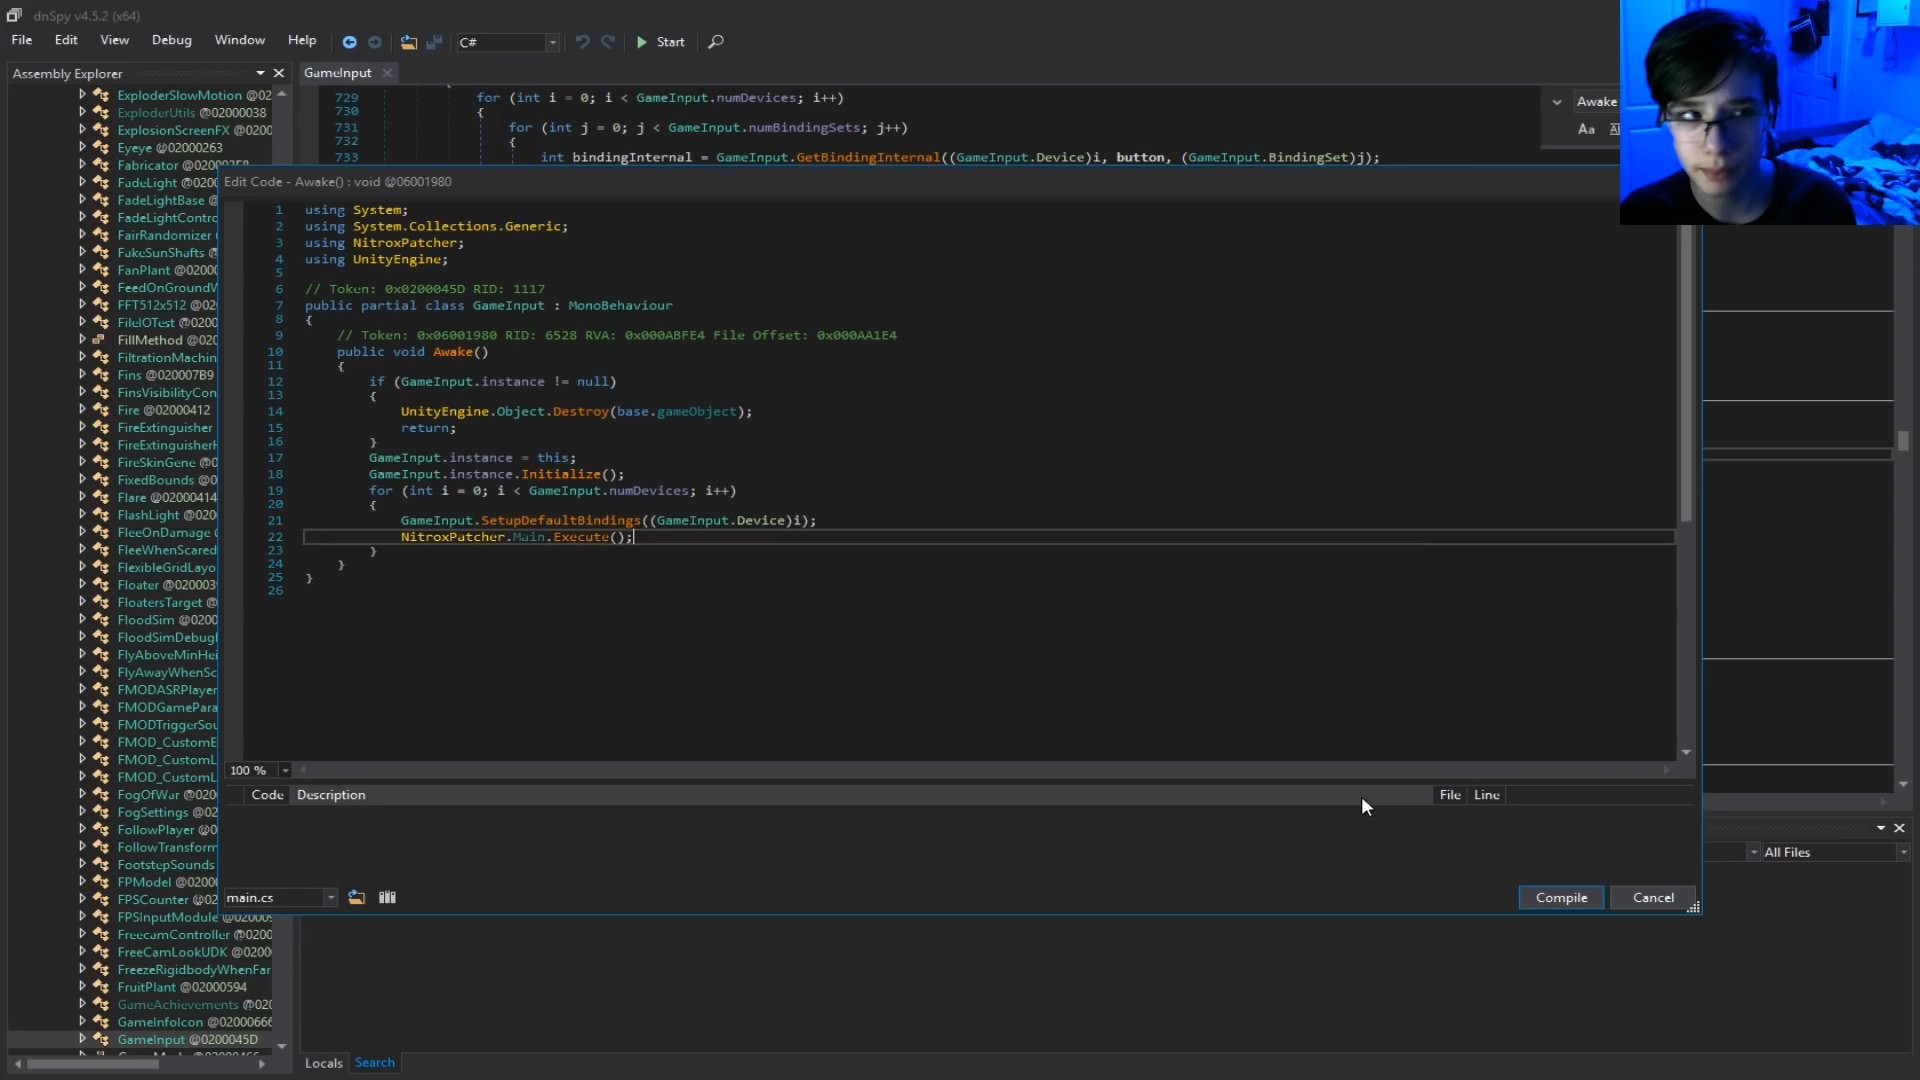 dnSpy v4.5.2 (x64)
File Edit View Debug Window Help C# Start
Assembly Explorer
GameInput
ExploderSlowMotion @02
ExploderUtils @02000038
ExplosionScreenFX @0200
Eyeye @02000263
Fabricator
FadeLight @020
FadeLightBase @
FadeLightContro
FairRandomizer
FakeSunShafts @
FanPlant @0200
FeedOnGroundV
FFT512x512 @02
FileIOTest @020
FillMethod @020
FiltrationMachin
Fins @020007B9
FinsVisibilityCon
Fire @02000412
FireExtinguisher
FireExtinguisherH
FireSkinGene @0
FixedBounds @0
Flare @02000414
FlashLight @020
FleeOnDamage
FleeWhenScared
FlexibleGridLayo
Floater @020003
FloatersTarget @
FloodSim @0200
FloodSimDebugI
FlyAboveMinHei
FlyAwayWhenSc
FMODASRPlayer
FMODGamePara
FMODTriggerSou
FMOD_CustomE
FMOD_CustomL
FMOD_CustomL
FogOfWar @020
FogSettings @02
FollowPlayer @0
FollowTransform
FootstepSounds
FPModel @0200
FPSCounter @02
FPSInputModule @020009
FreecamController @0200
FreeCamLookUDK @0200
FreezeRigidbodyWhenFar
FruitPlant @02000594
GameAchievements @020
GameInfoIcon @02000666
GameInput @0200045D
729 for (int i = 0; i < GameInput.numDevices; i++)
730 {
731 for (int j = 0; j < GameInput.numBindingSets; j++)
732 {
733 int bindingInternal = GameInput.GetBindingInternal((GameInput.Device)i, button, (GameInput.BindingSet)j);
Awake
Aa
Edit Code - Awake() : void @06001980
1 using System;
2 using System.Collections.Generic;
3 using NitroxPatcher;
4 using UnityEngine;
5
6 // Token: 0x0200045D RID: 1117
7 public partial class GameInput : MonoBehaviour
8 {
9 // Token: 0x06001980 RID: 6528 RVA: 0x000ABFE4 File Offset: 0x000AA1E4
10 public void Awake()
11 {
12 if (GameInput.instance != null)
13 {
14 UnityEngine.Object.Destroy(base.gameObject);
15 return;
16 }
17 GameInput.instance = this;
18 GameInput.instance.Initialize();
19 for (int i = 0; i < GameInput.numDevices; i++)
20 {
21 GameInput.SetupDefaultBindings((GameInput.Device)i);
22 NitroxPatcher.Main.Execute();
23 }
24 }
25 }
26
100 %
Code Description File Line
All Files
main.cs
Compile Cancel
Locals Search